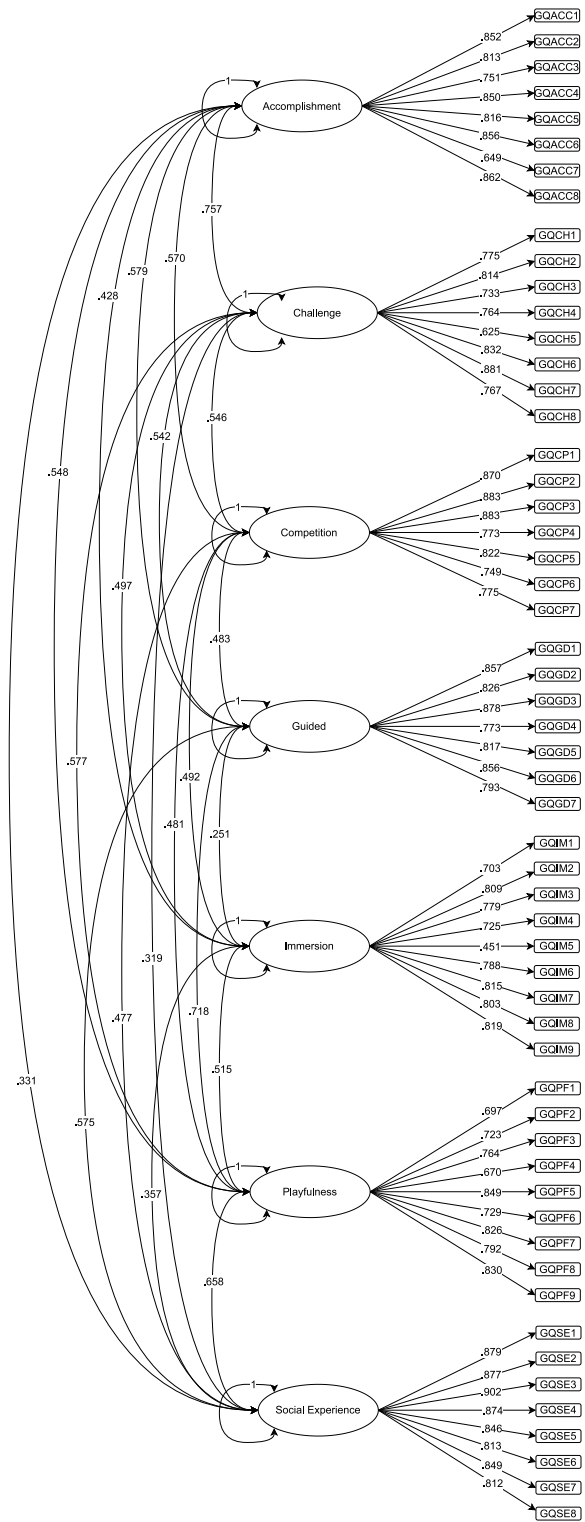 GQACC1
.852
GQACC2
.813
GQACC3
.751
1
.850
GQACC4
Accomplishment
.816
GQACC5
.856
GQACC6
.649
GQACC7
.862
GQACC8
.757
GQCH1
.775
GQCH2
.570
.814
.579
GQCH3
.733
.428
1
.764
GQCH4
Challenge
.625
GQCH5
.832
GQCH6
.881
GQCH7
.767
GQCH8
.546
.542
.548
GQCP1
.870
GQCP2
.883
GQCP3
1
.883
.773
GQCP4
Competition
.822
GQCP5
.497
.749
GQCP6
.775
GQCP7
.483
GQGD1
.857
GQGD2
.826
GQGD3
1
.878
.773
GQGD4
Guided
.817
GQGD5
.577
.856
GQGD6
.492
.793
GQGD7
.481
.251
GQIM1
.703
GQIM2
.809
GQIM3
.779
1
.725
GQIM4
Immersion
.451
GQIM5
.319
.788
GQIM6
.815
GQIM7
.477
.718
.803
GQIM8
.819
GQIM9
.515
.331
GQPF1
.697
GQPF2
.575
.723
GQPF3
.764
1
.357
.670
GQPF4
Playfulness
.849
GQPF5
.729
GQPF6
.826
GQPF7
.792
GQPF8
.658
.830
GQPF9
GQSE1
.879
GQSE2
.877
GQSE3
1
.902
.874
GQSE4
Social Experience
.846
GQSE5
.813
GQSE6
.849
GQSE7
.812
GQSE8